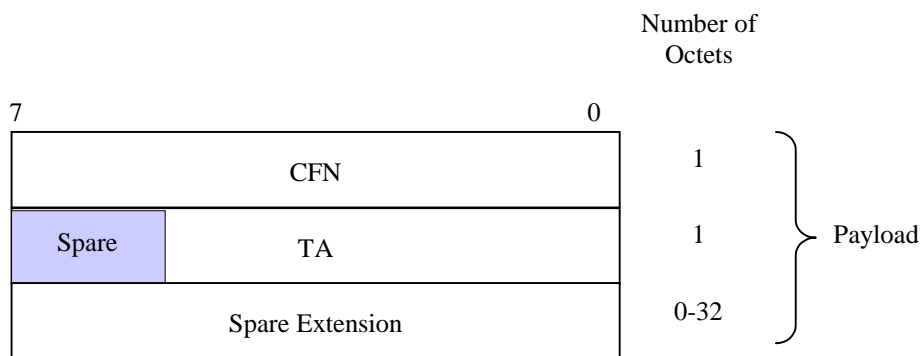 Number of
Octets
7 0
CFN 1
Spare TA 1 Payload
Spare Extension 0-32